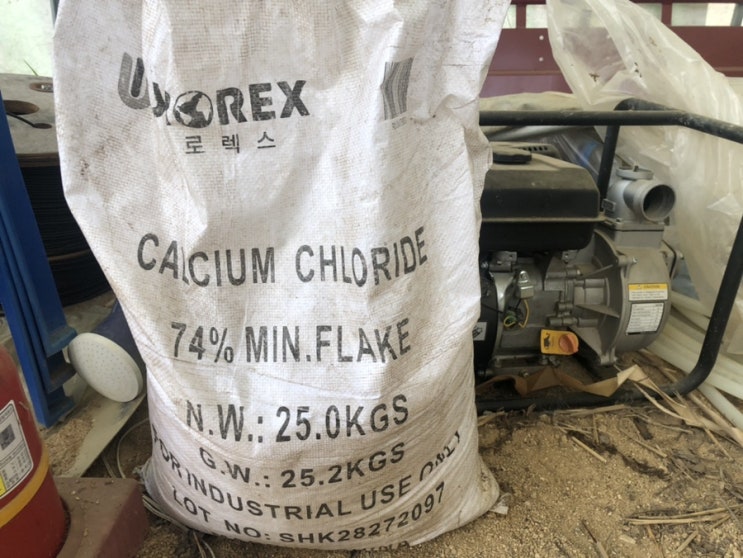 로렉스
CALCIUM CHLORIDE
74% MIN.FLAKE
N.W.: 25.0KGS
G.W.: 25.2KGS
FOR INDUSTRIAL USE ONLY
LOT NO: SHK28272097